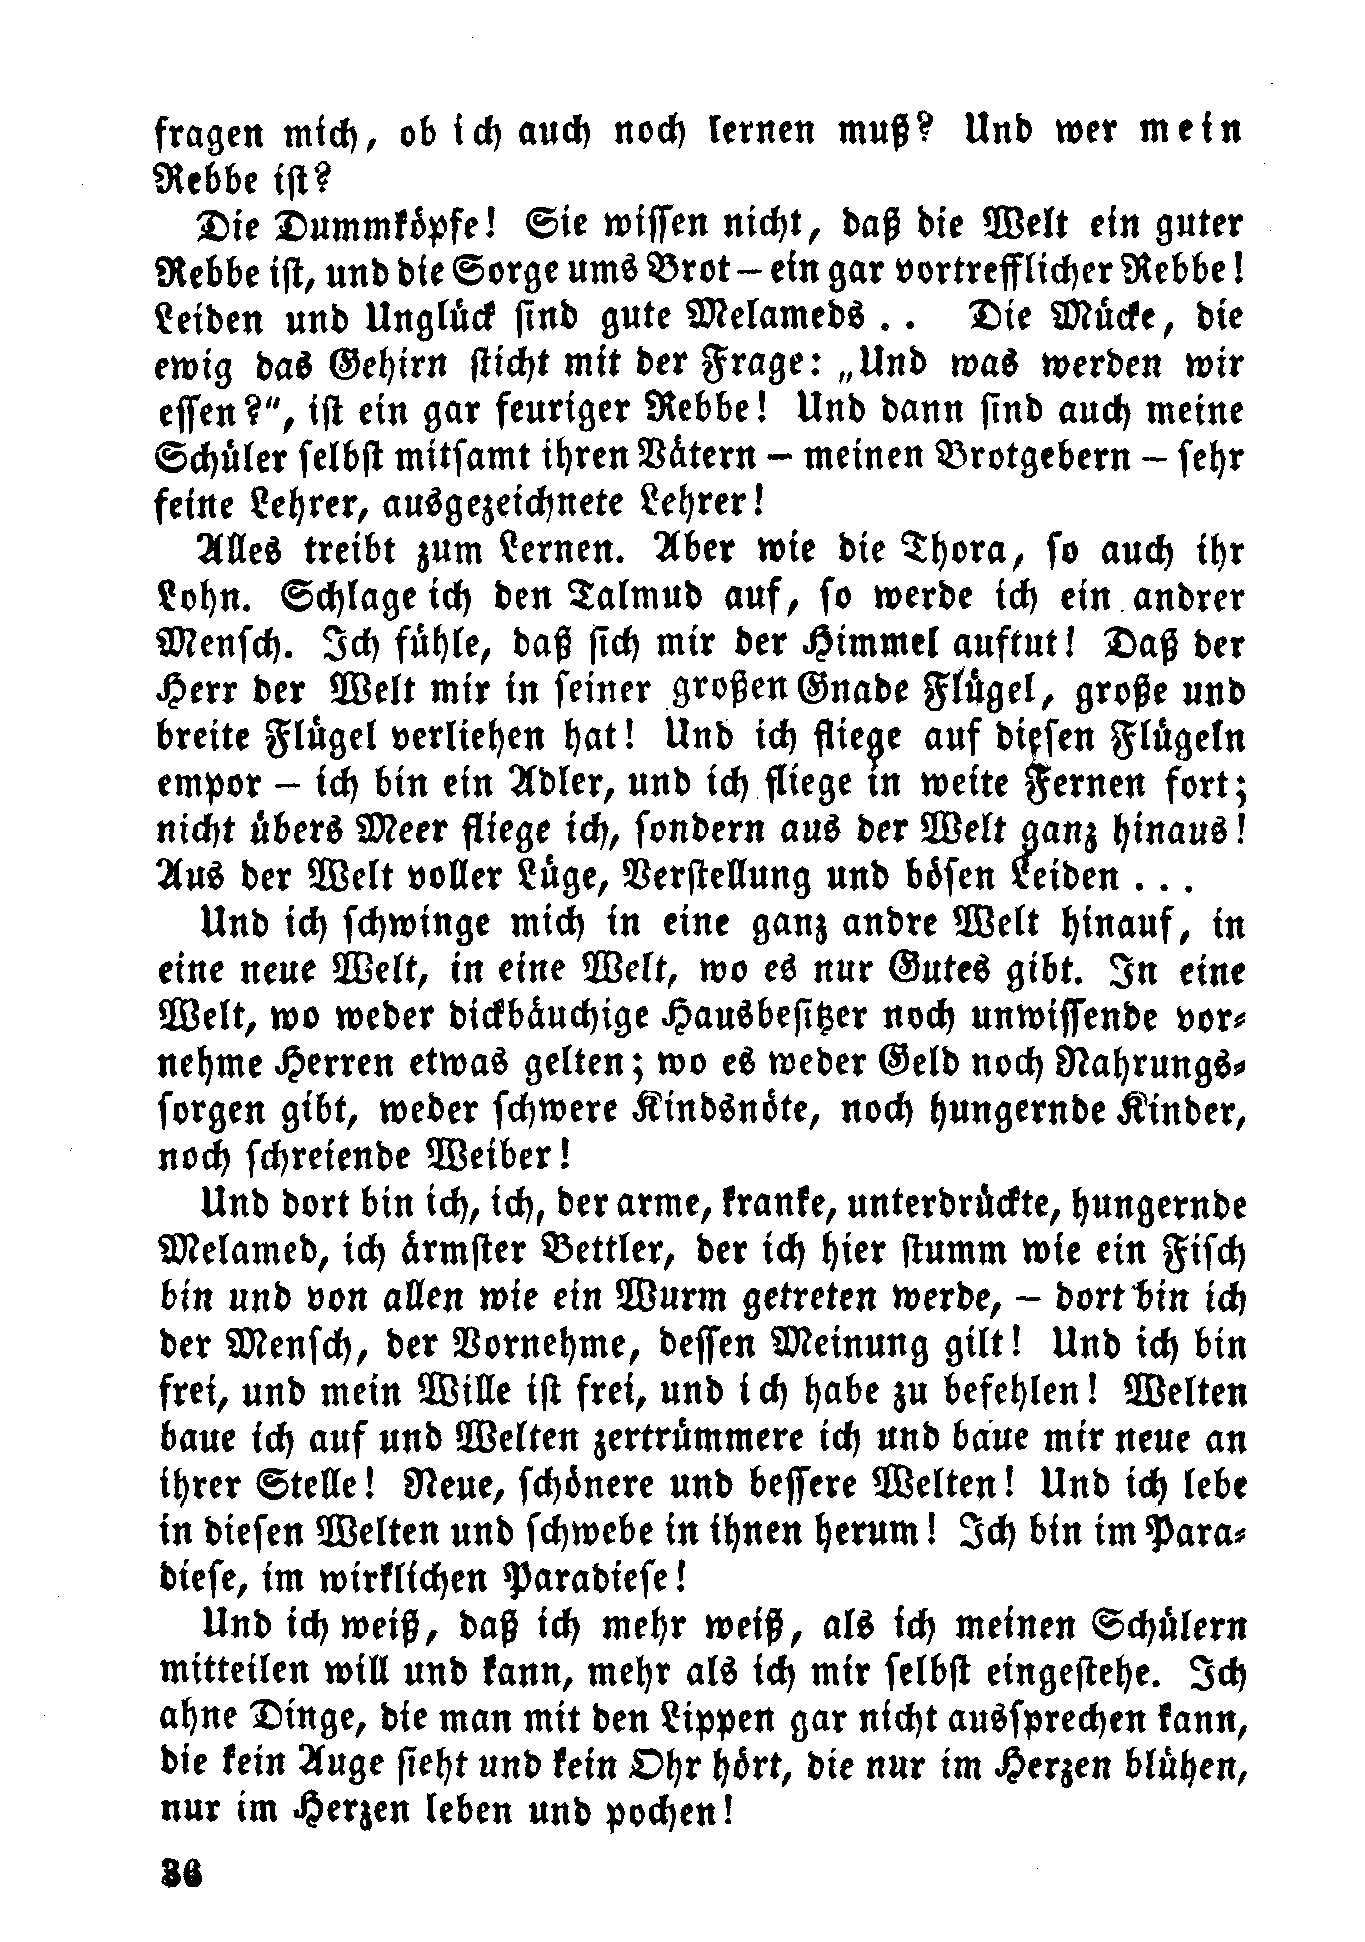 fragen mich, ob ich auch noch lernen muß? Und wer mein
Rebbe ist?
Die Dummköpfe! Sie wissen nicht, daß die Welt ein guter
Rebbe ist, und die Sorge ums Brot – ein gar vortrefflicher Rebbe!
Leiden und Unglück sind gute Melameds . . Die Mücke, die
ewig das Gehirn sticht mit der Frage: „Und was werden wir
essen?“, ist ein gar feuriger Rebbe! Und dann sind auch meine
Schüler selbst mitsamt ihren Vätern – meinen Brotgebern – sehr
feine Lehrer, ausgezeichnete Lehrer!
Alles treibt zum Lernen. Aber wie die Thora, so auch ihr
Lohn. Schlage ich den Talmud auf, so werde ich ein andrer
Mensch. Ich fühle, daß sich mir der Himmel auftut! Daß der
Herr der Welt mir in seiner großen Gnade Flügel, große und
breite Flügel verliehen hat! Und ich fliege auf diesen Flügeln
empor – ich bin ein Adler, und ich fliege in weite Fernen fort;
nicht übers Meer fliege ich, sondern aus der Welt ganz hinaus!
Aus der Welt voller Lüge, Verstellung und bösen Leiden . . .
Und ich schwinge mich in eine ganz andre Welt hinauf, in
eine neue Welt, in eine Welt, wo es nur Gutes gibt. In eine
Welt, wo weder dickbäuchige Hausbesitzer noch unwissende vor-
nehme Herren etwas gelten; wo es weder Geld noch Nahrungs-
sorgen gibt, weder schwere Kindsnöte, noch hungernde Kinder,
noch schreiende Weiber!
Und dort bin ich, ich, der arme, kranke, unterdrückte, hungernde
Melamed, ich ärmster Bettler, der ich hier stumm wie ein Fisch
bin und von allen wie ein Wurm getreten werde, – dort bin ich
der Mensch, der Vornehme, dessen Meinung gilt! Und ich bin
frei, und mein Wille ist frei, und ich habe zu befehlen! Welten
baue ich auf und Welten zertrümmere ich und baue mir neue an
ihrer Stelle! Neue, schönere und bessere Welten! Und ich lebe
in diesen Welten und schwebe in ihnen herum! Ich bin im Para-
diese, im wirklichen Paradiese!
Und ich weiß, daß ich mehr weiß, als ich meinen Schülern
mitteilen will und kann, mehr als ich mir selbst eingestehe. Ich
ahne Dinge, die man mit den Lippen gar nicht aussprechen kann,
die kein Auge sieht und kein Ohr hört, die nur im Herzen blühen,
nur im Herzen leben und pochen!
36